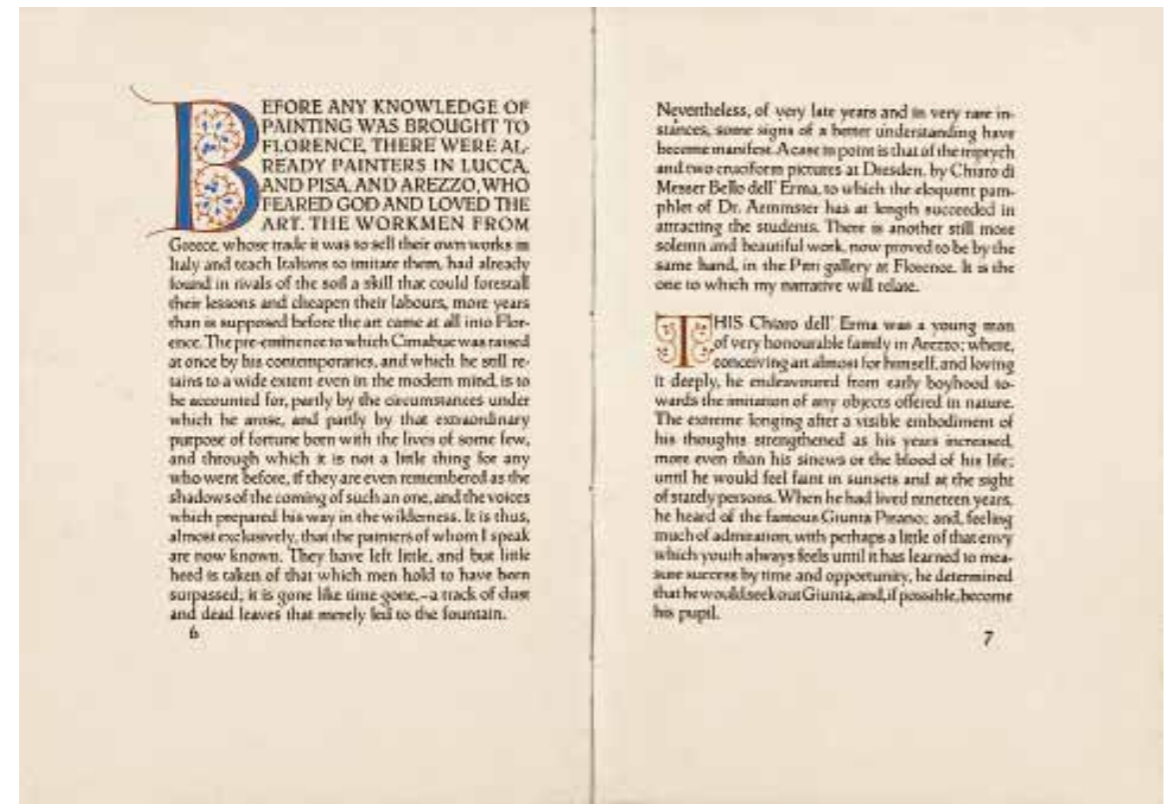 BEFORE ANY KNOWLEDGE OF
PAINTING WAS BROUGHT TO
FLORENCE, THERE WERE AL-
READY PAINTERS IN LUCCA,
AND PISA, AND AREZZO, WHO
FEARED GOD AND LOVED THE
ART. THE WORKMEN FROM
Greece, whose trade it was to sell their own works in
Italy and teach Italians to imitate them, had already
found in rivals of the soil a skill that could forestall
their lessons and cheapen their labours, more years
than is supposed before the art came at all into Flor-
ence. The pre-eminence to which Cimabue was raised
at once by his contemporaries, and which he still re-
tains to a wide extent even in the modern mind, is to
be accounted for, partly by the circumstances under
which he arose, and partly by that extraordinary
purpose of fortune born with the lives of some few,
and through which it is not a little thing for any
who went before, if they are even remembered as the
shadows of the coming of such an one, and the voices
which prepared his way in the wilderness. It is thus,
almost exclusively, that the painters of whom I speak
are now known. They have left little, and but little
heed is taken of that which men hold to have been
surpassed; it is gone like time gone,–a track of dust
and dead leaves that merely led to the fountain.
6
Nevertheless, of very late years and in very rare in-
stances, some signs of a better understanding have
become manifest. A case in point is that of the triptych
and two cruciform pictures at Dresden, by Chiaro di
Messer Bello dell' Erma, to which the eloquent pam-
phlet of Dr. Aemmster has at length succeeded in
attracting the students. There is another still more
solemn and beautiful work, now proved to be by the
same hand, in the Pitti gallery at Florence. It is the
one to which my narrative will relate.
THIS Chiaro dell' Erma was a young man
of very honourable family in Arezzo; where,
conceiving art almost for himself, and loving
it deeply, he endeavoured from early boyhood to-
wards the imitation of any objects offered in nature.
The extreme longing after a visible embodiment of
his thoughts strengthened as his years increased,
more even than his sinews or the blood of his life;
until he would feel faint in sunsets and at the sight
of stately persons. When he had lived nineteen years,
he heard of the famous Giunta Pisano; and, feeling
much of admiration, with perhaps a little of that envy
which youth always feels until it has learned to mea-
sure success by time and opportunity, he determined
that he would seek out Giunta, and, if possible, become
his pupil.
7